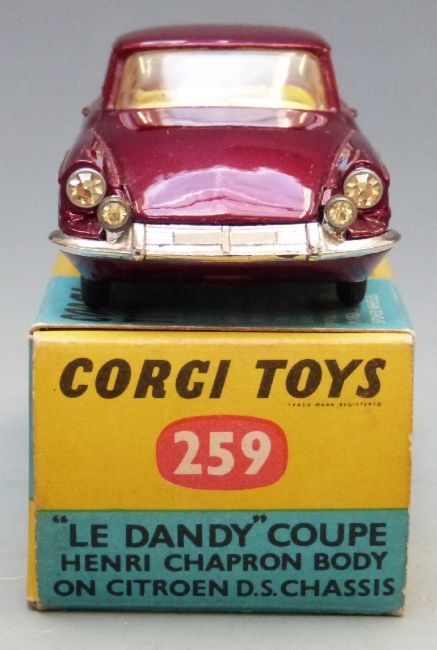 CORGI TOYS
TRADE MARK REGISTERED
259
"LE DANDY" COUPE
HENRI CHAPRON BODY
ON CITROEN D.S. CHASSIS